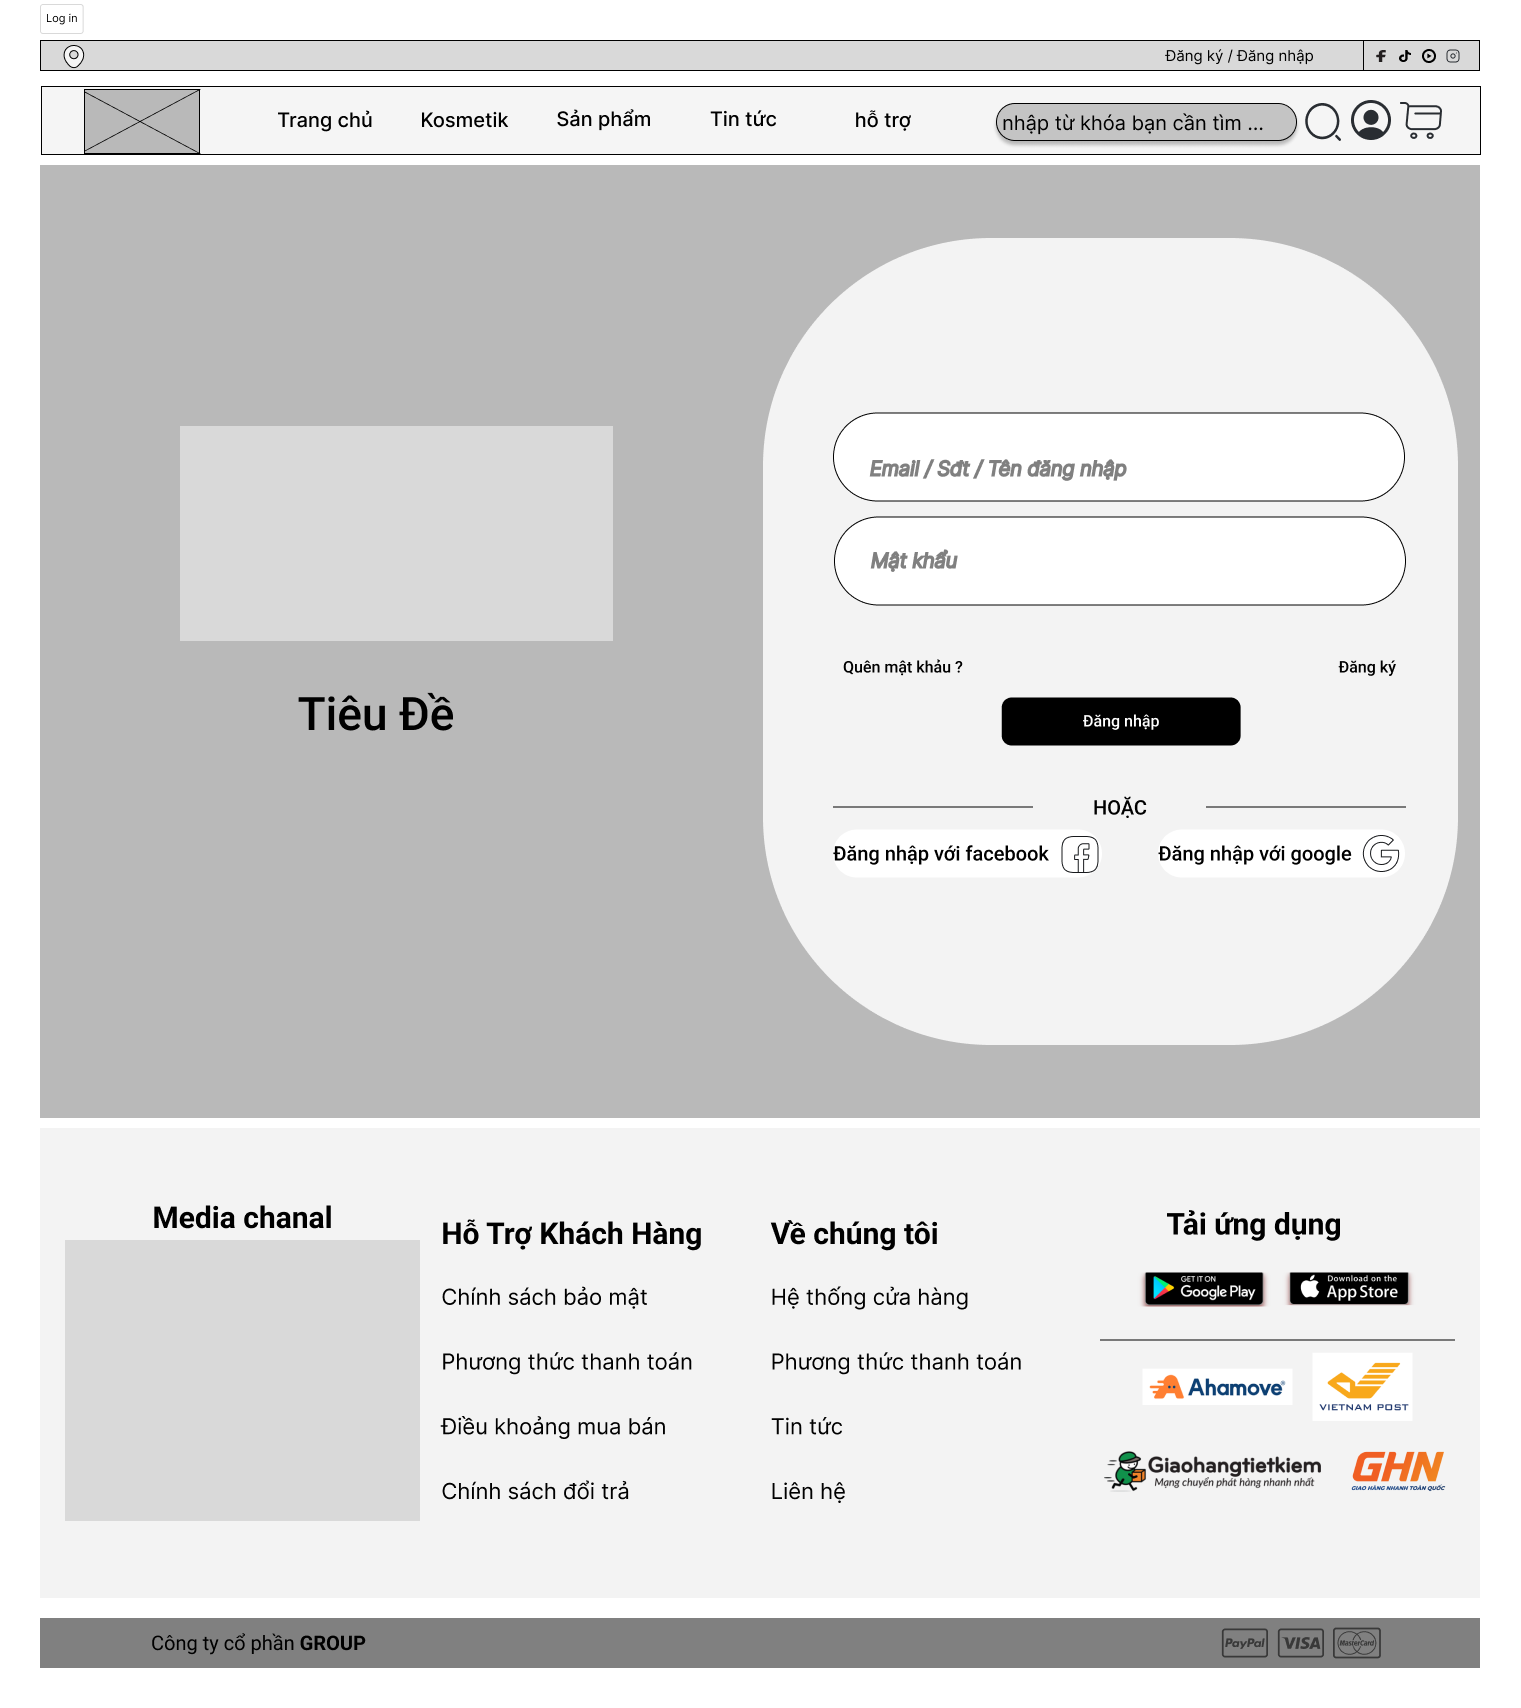 Log in
Đăng ký / Đăng nhập
Trang chủ
Kosmetik
Sản phẩm
Tin tức
hỗ trợ
nhập từ khóa bạn cần tìm ...
Email / Sđt / Tên đăng nhập
Mật khẩu
Quên mật khảu ?
Đăng ký
Đăng nhập
Tiêu Đề
HOẶC
Đăng nhập với facebook
Đăng nhập với google
Media chanal
Hỗ Trợ Khách Hàng
Chính sách bảo mật
Phương thức thanh toán
Điều khoảng mua bán
Chính sách đổi trả
Về chúng tôi
Hệ thống cửa hàng
Phương thức thanh toán
Tin tức
Liên hệ
Tải ứng dụng
GET IT ON
Google Play
Download on the
App Store
Ahamove
VIETNAM POST
Giaohangtietkiem
Mạng chuyển phát hàng nhanh nhất
GHN
GIAO HÀNG NHANH TOÀN QUỐC
Công ty cổ phần GROUP
PayPal
VISA
MasterCard